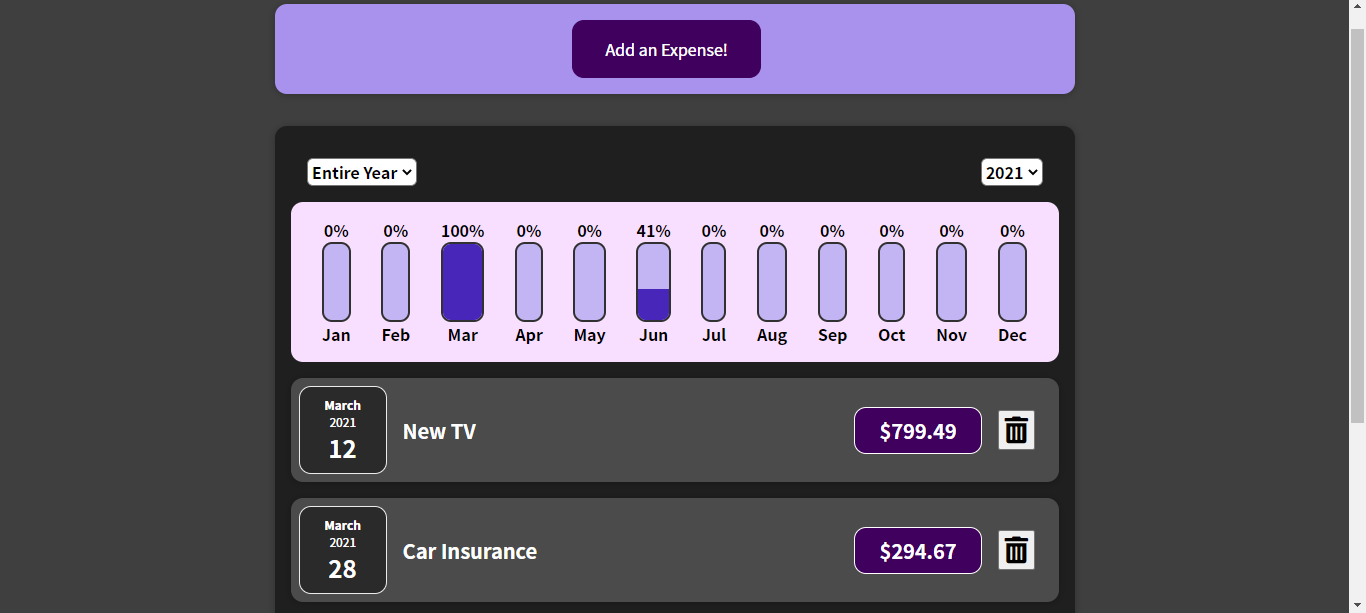 Add an Expense!
Entire Year 2021
0% 0% 100% 0% 0% 41% 0% 0% 0% 0% 0% 0%
Jan Feb Mar Apr May Jun Jul Aug Sep Oct Nov Dec
March
2021
12
New TV
$799.49
March
2021
28
Car Insurance
$294.67